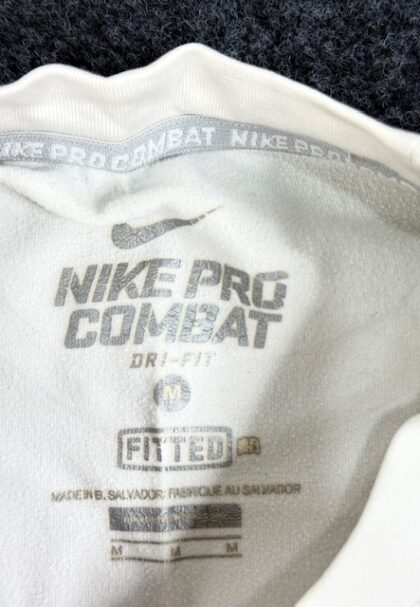 NIKE PRO COMBAT NIKE PRO
NIKE PRO
COMBAT
DRI-FIT
M
FITTED
MADE IN EL SALVADOR/FABRIQUÉ AU SALVADOR
M M M